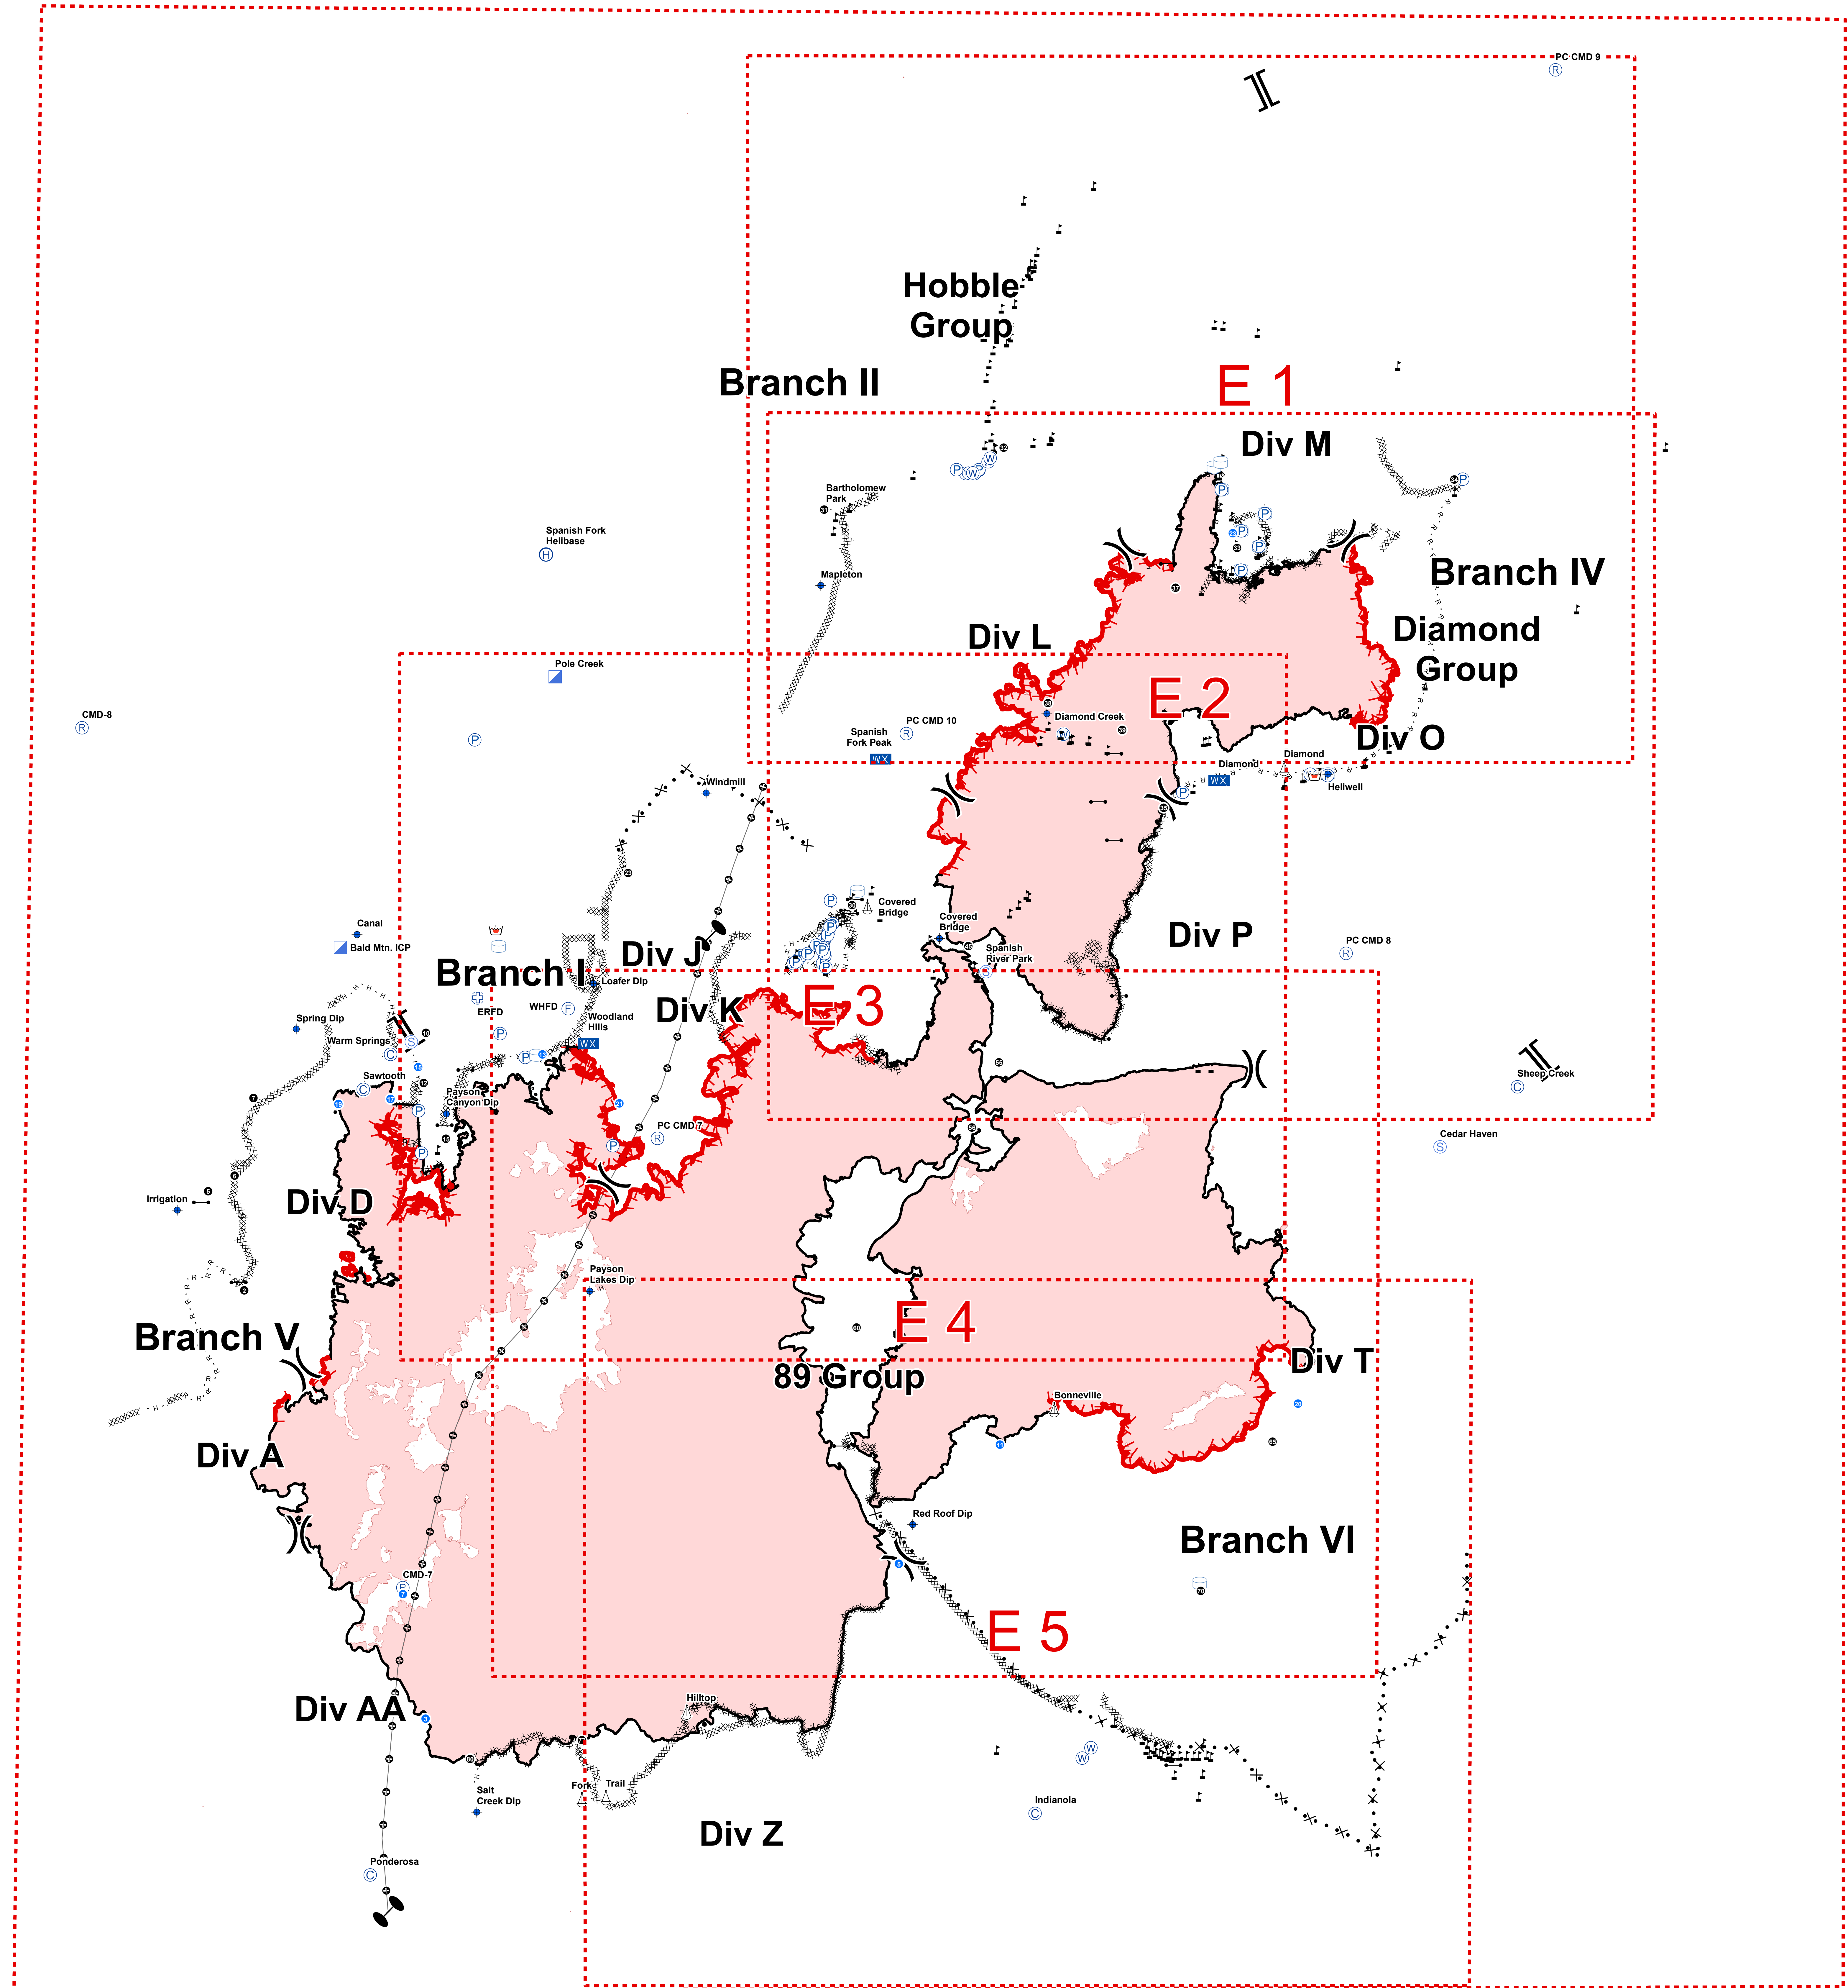 PC CMD 9
Hobble
Group
Branch II
E 1
Div M
Bartholomew
Park
Spanish Fork
Helibase
Mapleton
Branch IV
Diamond
Group
Div L
Pole Creek
E 2
CMD-8
PC CMD 10
Diamond Creek
Spanish
Fork Peak
WX
Div O
Diamond
Diamond
WX
Heliwell
Windmill
Covered
Bridge
Covered
Bridge
Canal
Bald Mtn. ICP
Div J
Div P
PC CMD 8
Spanish
River Park
Branch I
Loafer Dip
ERFD
WHFD
Woodland
Hills
WX
Div K
E 3
Spring Dip
Warm Springs
Sawtooth
Payson
Canyon Dip
PC CMD 7
Sheep Creek
Cedar Haven
Irrigation
Div D
Payson
Lakes Dip
E 4
Branch V
89 Group
Div T
Bonneville
Div A
Red Roof Dip
Branch VI
CMD-7
E 5
Div AA
Hilltop
Salt
Creek Dip
Fork
Trail
Indianola
Div Z
Ponderosa